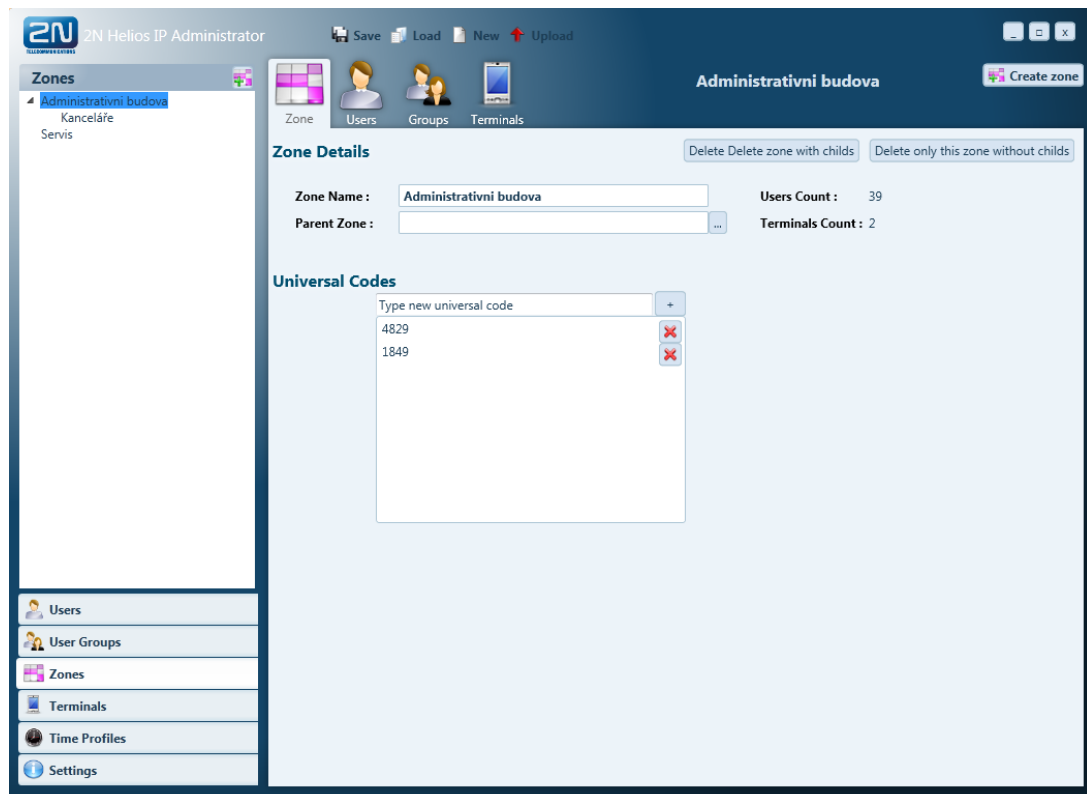 2N
TELECOMMUNICATIONS
2N Helios IP Administrator
Save Load New Upload
_ □ x
Zones
Administrativni budova
Kanceláře
Servis
Zone Users Groups Terminals
Administrativni budova
Create zone
Zone Details
Delete Delete zone with childs
Delete only this zone without childs
Zone Name : Administrativni budova
Users Count : 39
Parent Zone : ...
Terminals Count : 2
Universal Codes
Type new universal code +
4829
1849
Users
User Groups
Zones
Terminals
Time Profiles
Settings